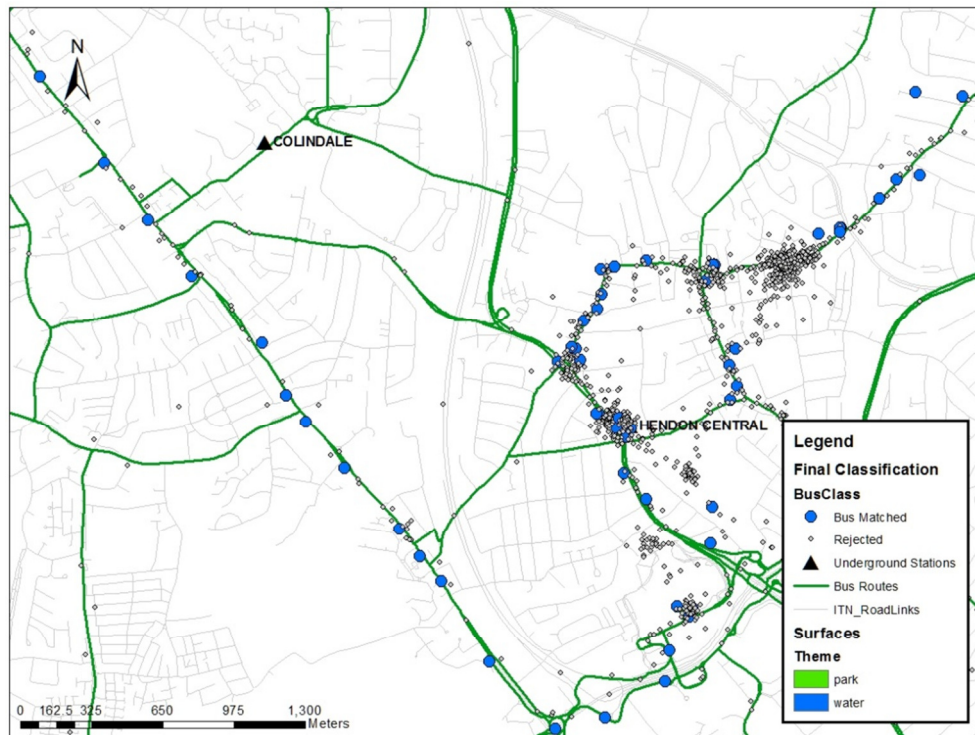 N
COLINDALE
HENDON CENTRAL
Legend
Final Classification
BusClass
Bus Matched
Rejected
Underground Stations
Bus Routes
ITN_RoadLinks
Surfaces
Theme
park
water
0 162.5 325 650 975 1,300
Meters